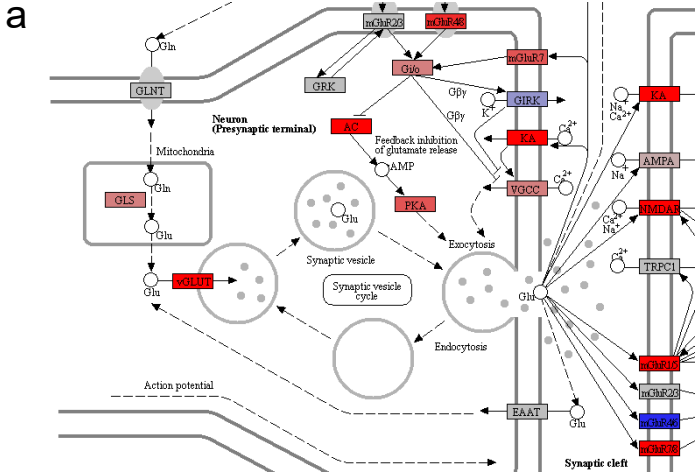 a
mGluR2/3
mGluR4/8
Gln
GLNT
GRK
Gi/o
mGluR7
Gβγ
GIRK
K+
Neuron
(Presynaptic terminal)
AC
Gβγ
KA
Ca2+
Na+
Ca2+
KA
Feedback inhibition
of glutamate release
cAMP
Mitochondria
Gln
GLS
Glu
PKA
VGCC
Ca2+
Na+
Ca2+
AMPA
Ca2+
Na+
NMDAR
Glu
Exocytosis
Synaptic vesicle
Ca2+
TRPC1
Glu
vGLUT
Synaptic vesicle
cycle
Glu
Endocytosis
Action potential
mGluR1/5
mGluR2/3
EAAT
Glu
mGluR4/6
mGluR7/8
Synaptic cleft